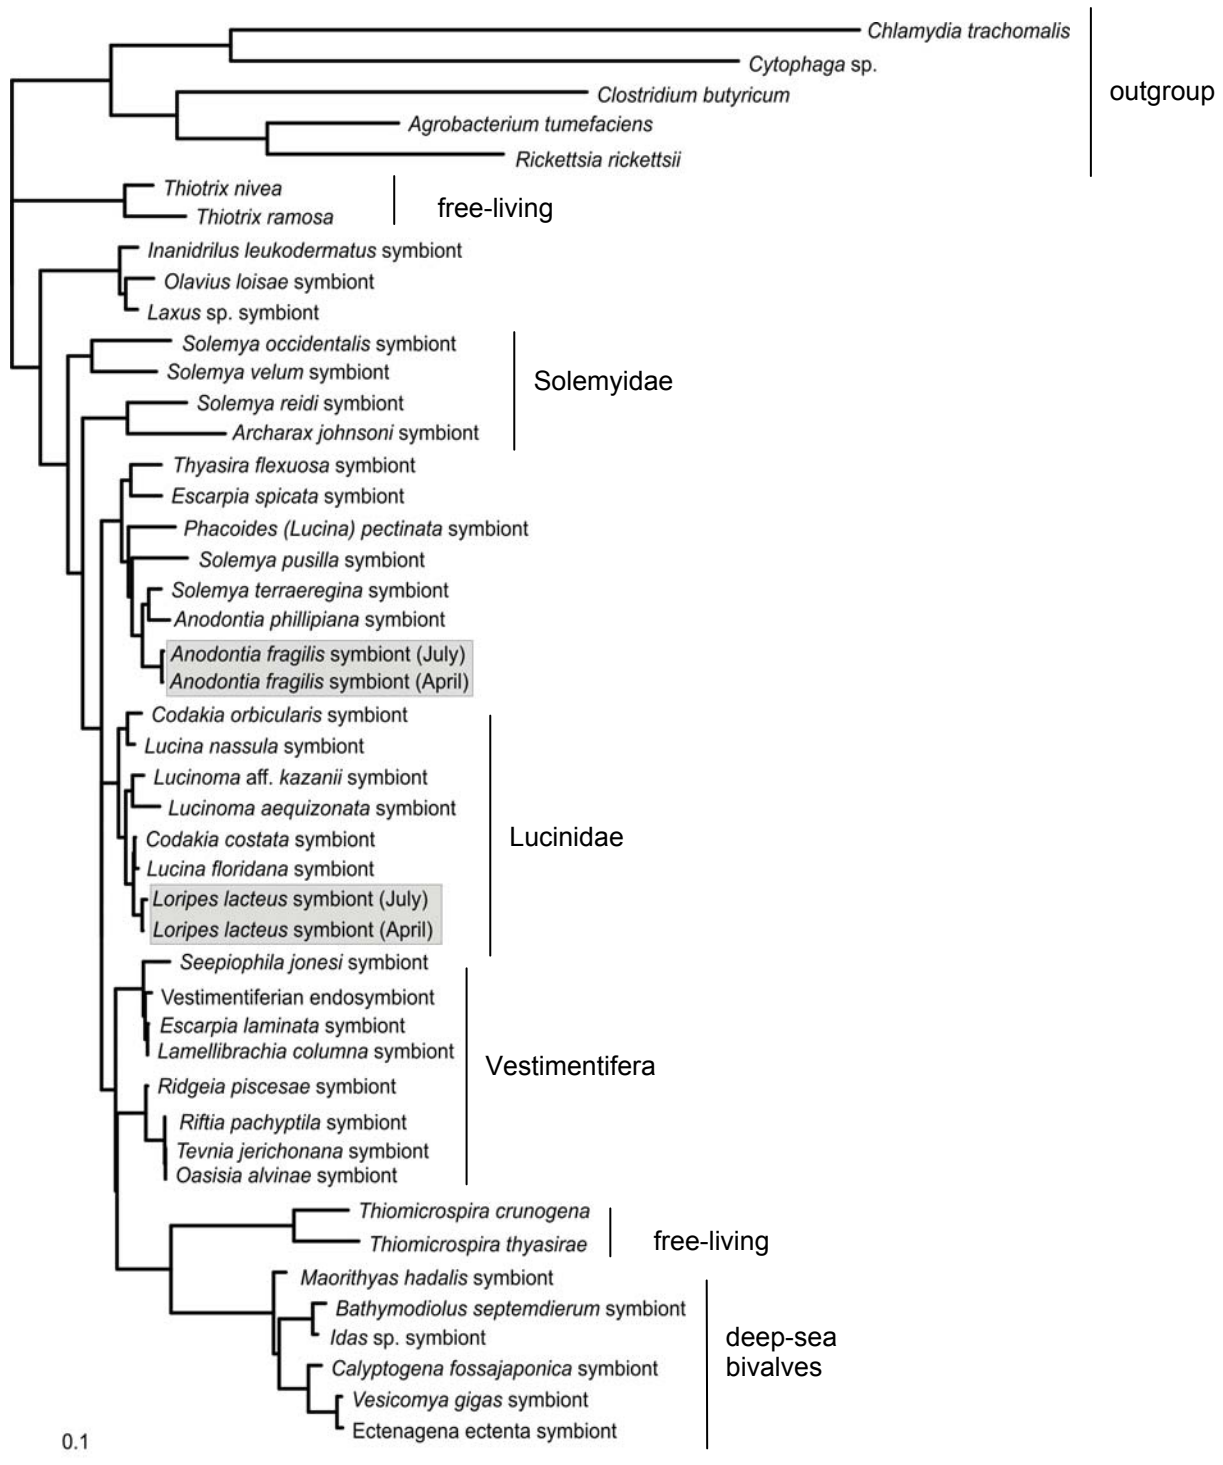 Chlamydia trachomalis
Cytophaga sp.
Clostridium butyricum
outgroup
Agrobacterium tumefaciens
Rickettsia rickettsii
Thiotrix nivea
free-living
Thiotrix ramosa
Inanidrilus leukodermatus symbiont
Olavius loisae symbiont
Laxus sp. symbiont
Solemya occidentalis symbiont
Solemya velum symbiont
Solemyidae
Solemya reidi symbiont
Archarax johnsoni symbiont
Thyasira flexuosa symbiont
Escarpia spicata symbiont
Phacoides (Lucina) pectinata symbiont
Solemya pusilla symbiont
Solemya terraeregina symbiont
Anodontia phillipiana symbiont
Anodontia fragilis symbiont (July)
Anodontia fragilis symbiont (April)
Codakia orbicularis symbiont
Lucina nassula symbiont
Lucinoma aff. kazanii symbiont
Lucinoma aequizonata symbiont
Lucinidae
Codakia costata symbiont
Lucina floridana symbiont
Loripes lacteus symbiont (July)
Loripes lacteus symbiont (April)
Seepiophila jonesi symbiont
Vestimentiferian endosymbiont
Escarpia laminata symbiont
Lamellibrachia columna symbiont
Vestimentifera
Ridgeia piscesae symbiont
Riftia pachyptila symbiont
Tevnia jerichonana symbiont
Oasisia alvinae symbiont
Thiomicrospira crunogena
free-living
Thiomicrospira thyasirae
Maorithyas hadalis symbiont
Bathymodiolus septemdierum symbiont
Idas sp. symbiont
deep-sea
bivalves
Calyptogena fossajaponica symbiont
Vesicomya gigas symbiont
Ectenagena ectenta symbiont
0.1